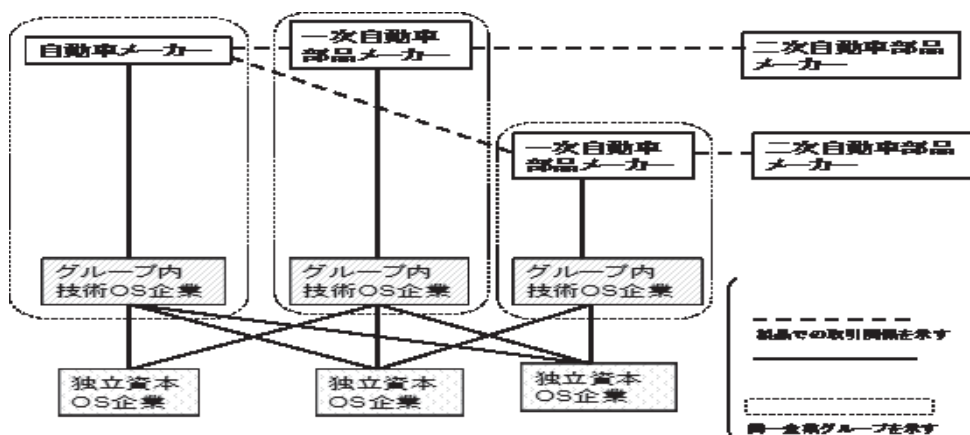 自動車メーカー
一次自動車
部品メーカー
二次自動車部品
メーカー
一次自動車
部品メーカー
二次自動車部品
メーカー
グループ内
技術OS企業
グループ内
技術OS企業
グループ内
技術OS企業
独立資本
OS企業
独立資本
OS企業
独立資本
OS企業
製品での取引関係を示す
同一企業グループを示す